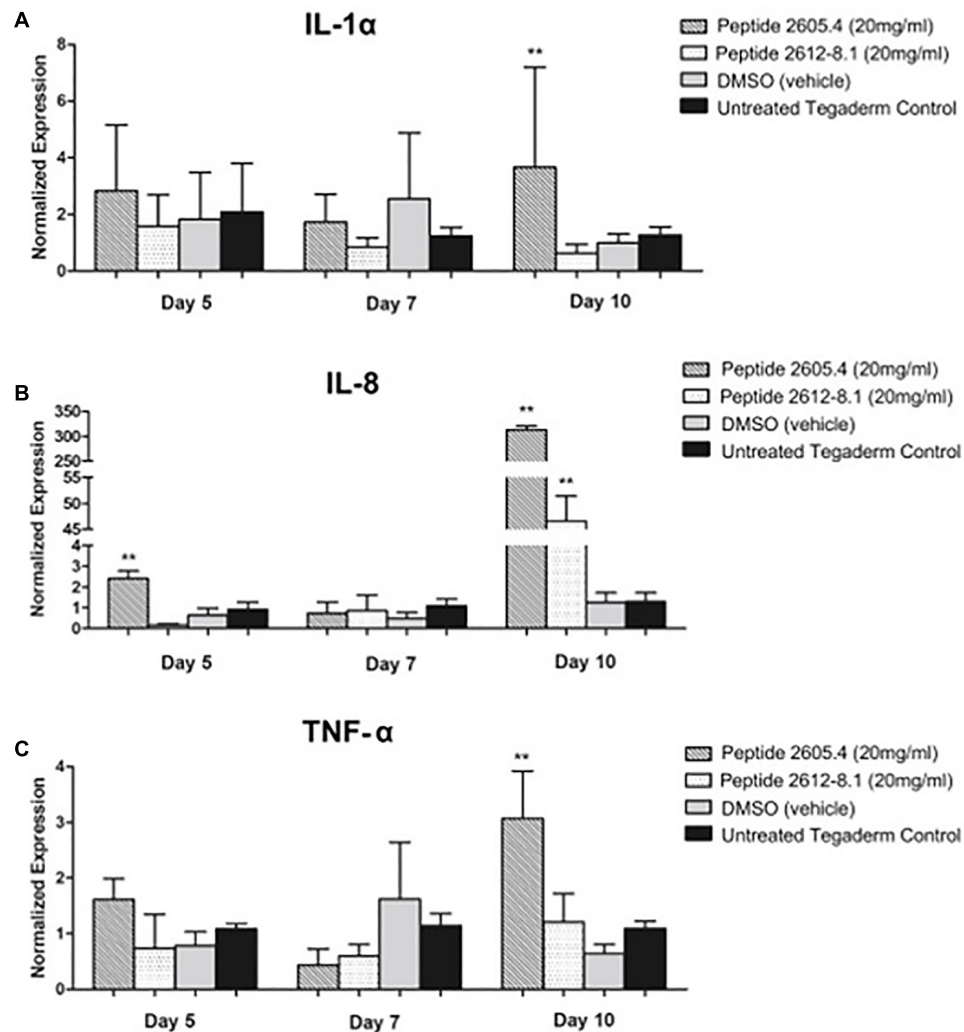 A
IL-1α
Normalized Expression
8
6
4
2
0
**
Day 5
Day 7
Day 10
Peptide 2605.4 (20mg/ml)
Peptide 2612-8.1 (20mg/ml)
DMSO (vehicle)
Untreated Tegaderm Control
B
IL-8
Normalized Expression
350
300
250
55
50
45
4
3
2
1
0
**
**
**
Day 5
Day 7
Day 10
Peptide 2605.4 (20mg/ml)
Peptide 2612-8.1 (20mg/ml)
DMSO (vehicle)
Untreated Tegaderm Control
C
TNF- α
Normalized Expression
4
3
2
1
0
**
Day 5
Day 7
Day 10
Peptide 2605.4 (20mg/ml)
Peptide 2612-8.1 (20mg/ml)
DMSO (vehicle)
Untreated Tegaderm Control